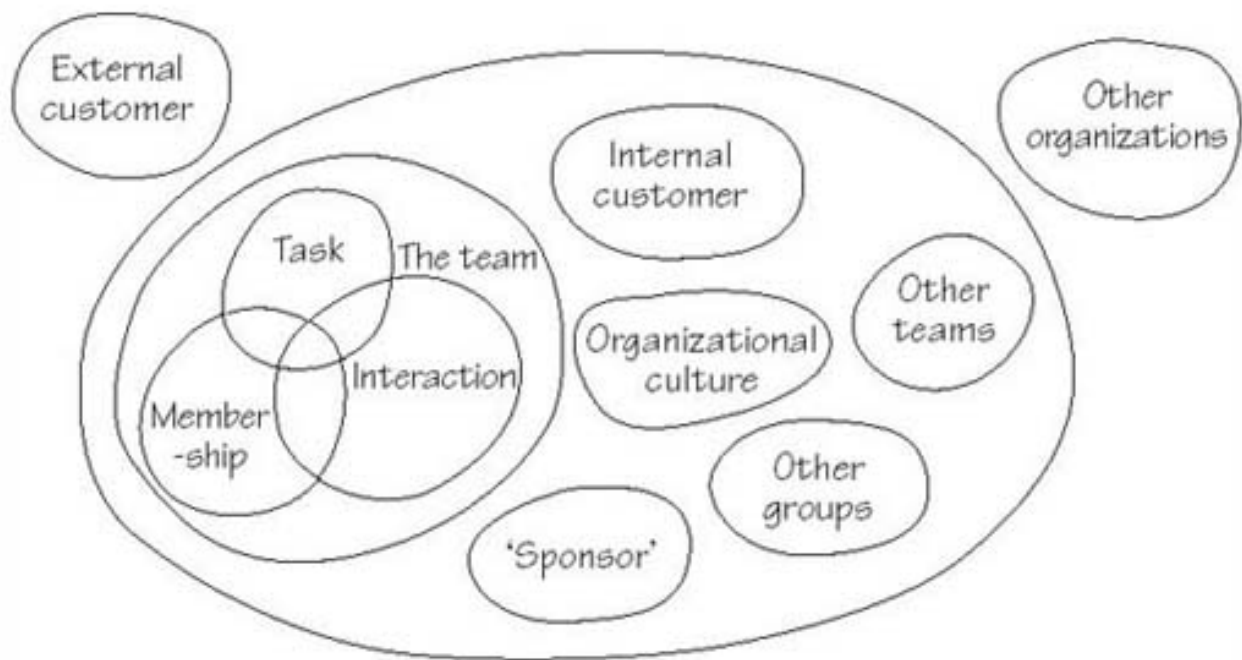 External
customer
Other
organizations
Internal
customer
Task
The team
Other
teams
Organizational
culture
Interaction
Member
-ship
Other
groups
‘Sponsor’